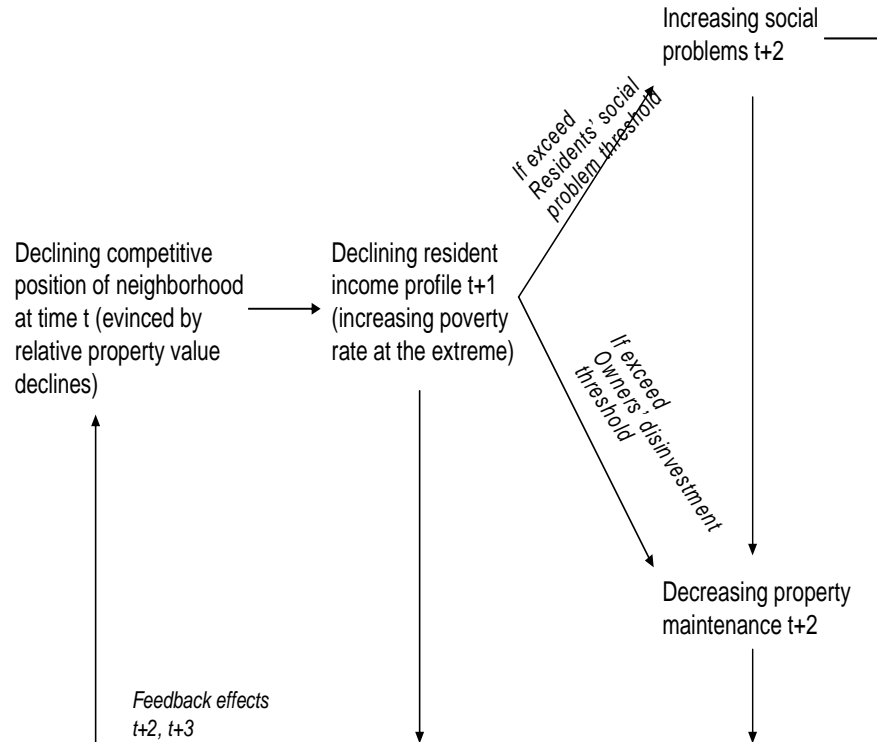 Increasing social
problems t+2
If exceed
Residents' social
problem threshold
Declining competitive
position of neighborhood
at time t (evinced by
relative property value
declines)
Declining resident
income profile t+1
(increasing poverty
rate at the extreme)
If exceed
Owners' disinvestment
threshold
Decreasing property
maintenance t+2
Feedback effects
t+2, t+3